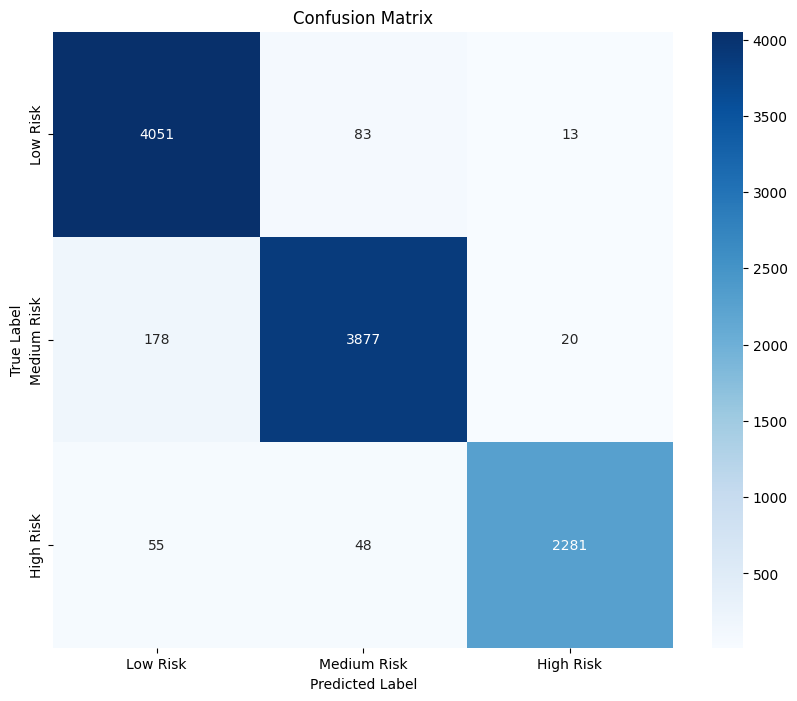 Confusion Matrix
True Label
Low Risk
4051 83 13
Medium Risk
178 3877 20
High Risk
55 48 2281
Low Risk Medium Risk High Risk
Predicted Label
4000
3500
3000
2500
2000
1500
1000
500